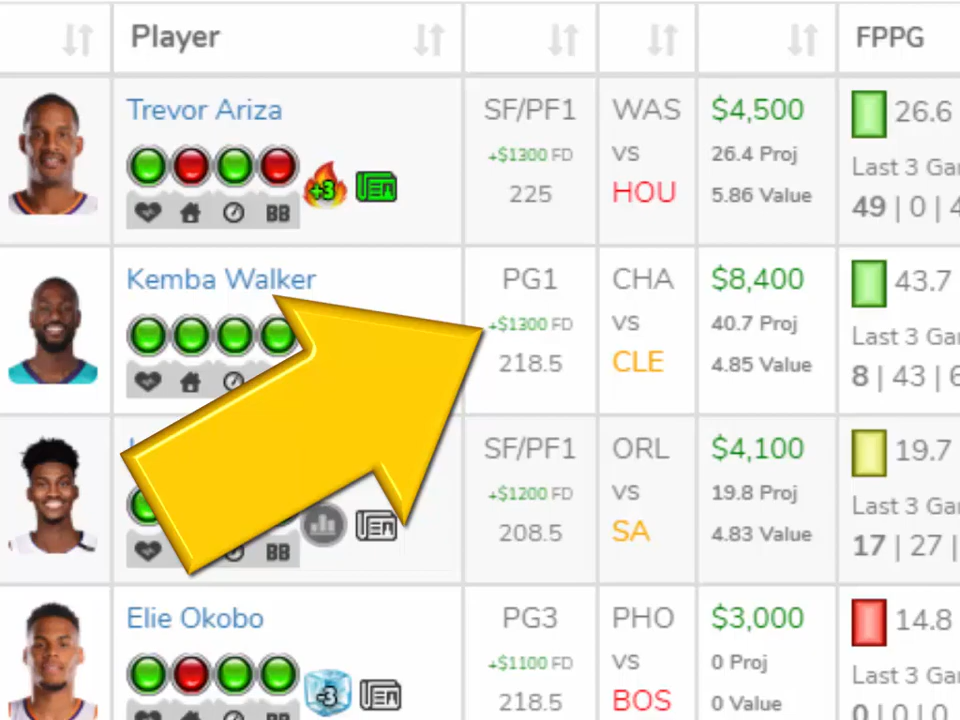 Player FPPG
Trevor Ariza SF/PF1 WAS $4,500 26.6
+$1300 FD VS 26.4 Proj Last 3
+3 225 HOU 5.86 Value 49 | 0 |
BB
Kemba Walker PG1 CHA $8,400 43.7
+$1300 FD VS 40.7 Proj Last 3
218.5 CLE 4.85 Value 8 | 43 |
SF/PF1 ORL $4,100 19.7
+$1200 FD VS 19.8 Proj Last 3
208.5 SA 4.83 Value 17 | 27 |
BB
Elie Okobo PG3 PHO $3,000 14.8
+$1100 FD VS 0 Proj Last 3
-3 218.5 BOS 0 Value 0 | 0 | 0
BB